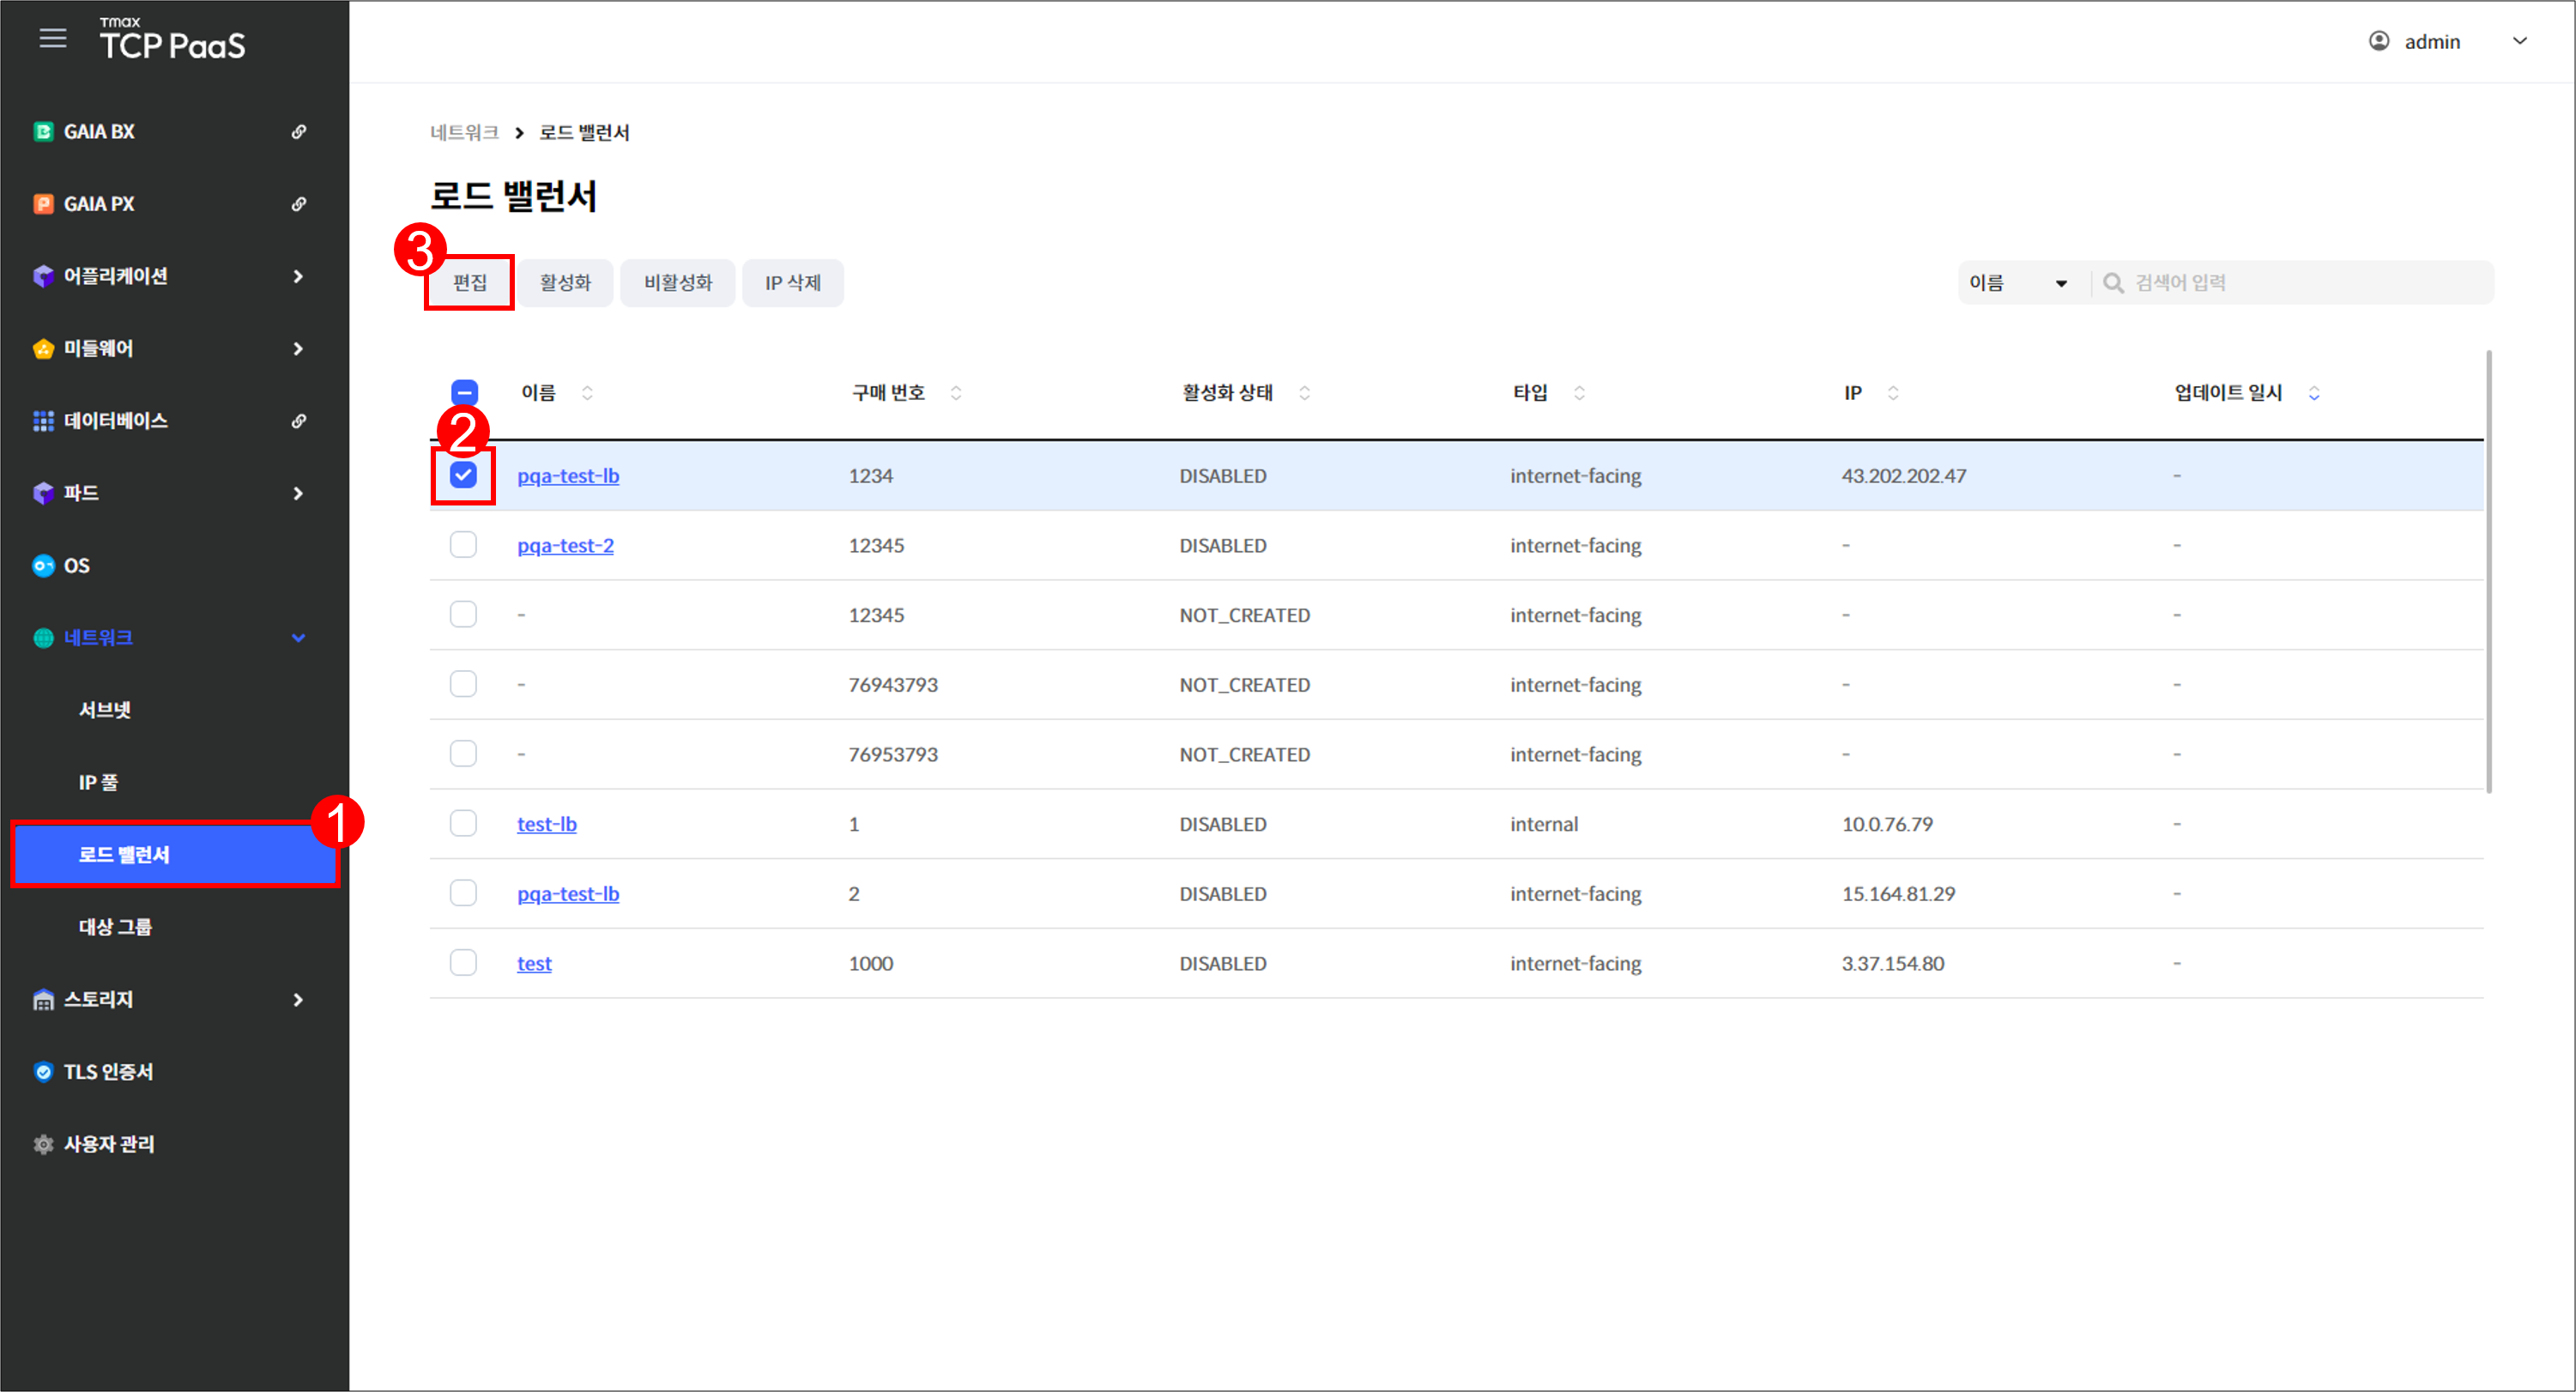 Tmax
TCP PaaS
admin
GAIA BX
GAIA PX
어플리케이션
미들웨어
데이터베이스
파드
OS
네트워크
서브넷
IP 풀
1
로드 밸런서
대상 그룹
스토리지
TLS 인증서
사용자 관리
네트워크 > 로드 밸런서
로드 밸런서
3
편집 활성화 비활성화 IP 삭제 이름 검색어 입력
이름 구매 번호 활성화 상태 타입 IP 업데이트 일시
2
pqa-test-lb 1234 DISABLED internet-facing 43.202.202.47 -
pqa-test-2 12345 DISABLED internet-facing - -
- 12345 NOT_CREATED internet-facing - -
- 76943793 NOT_CREATED internet-facing - -
- 76953793 NOT_CREATED internet-facing - -
test-lb 1 DISABLED internal 10.0.76.79 -
pqa-test-lb 2 DISABLED internet-facing 15.164.81.29 -
test 1000 DISABLED internet-facing 3.37.154.80 -